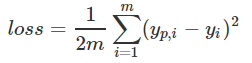 loss = \frac{1}{2m} \sum_{i=1}^{m} (y_{p,i} - y_i)^2